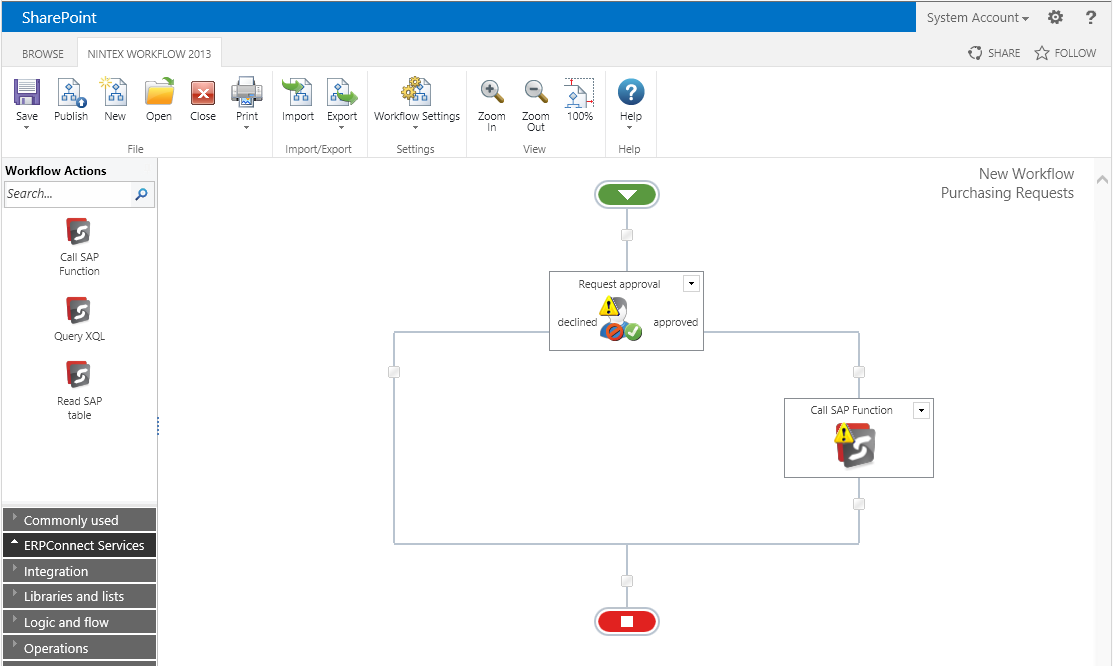 SharePoint
System Account
?
BROWSE
NINTEX WORKFLOW 2013
SHARE
FOLLOW
Save
Publish
New
Open
Close
Print
Import
Export
Workflow Settings
Zoom
In
Zoom
Out
100%
?
Help
File
Import/Export
Settings
View
Help
Workflow Actions
Search...
Call SAP
Function
Query XQL
Read SAP
table
Commonly used
ERPConnect Services
Integration
Libraries and lists
Logic and flow
Operations
New Workflow
Purchasing Requests
Request approval
declined
approved
Call SAP Function